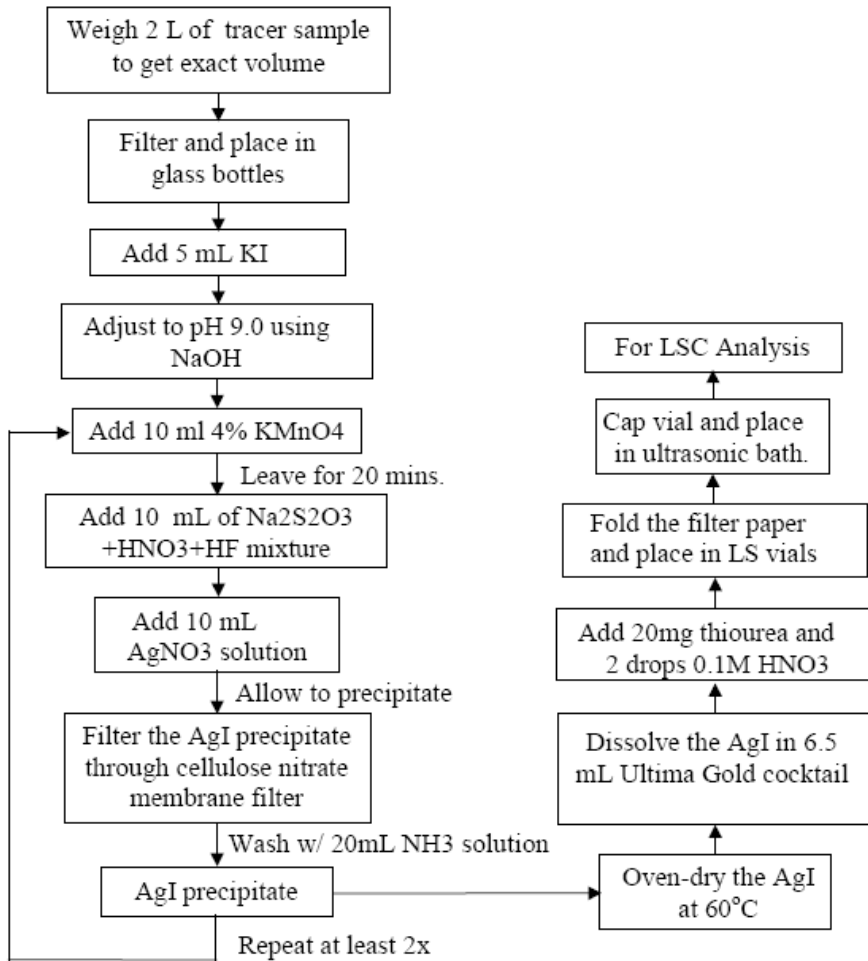 Weigh 2 L of tracer sample
to get exact volume
Filter and place in
glass bottles
Add 5 mL KI
Adjust to pH 9.0 using
NaOH
Add 10 ml 4% KMnO4
Leave for 20 mins.
Add 10 mL of Na2S2O3
+HNO3+HF mixture
Add 10 mL
AgNO3 solution
Allow to precipitate
Filter the AgI precipitate
through cellulose nitrate
membrane filter
Wash w/ 20mL NH3 solution
AgI precipitate
Repeat at least 2x
Oven-dry the AgI
at 60°C
Dissolve the AgI in 6.5
mL Ultima Gold cocktail
Add 20mg thiourea and
2 drops 0.1M HNO3
Fold the filter paper
and place in LS vials
Cap vial and place
in ultrasonic bath.
For LSC Analysis